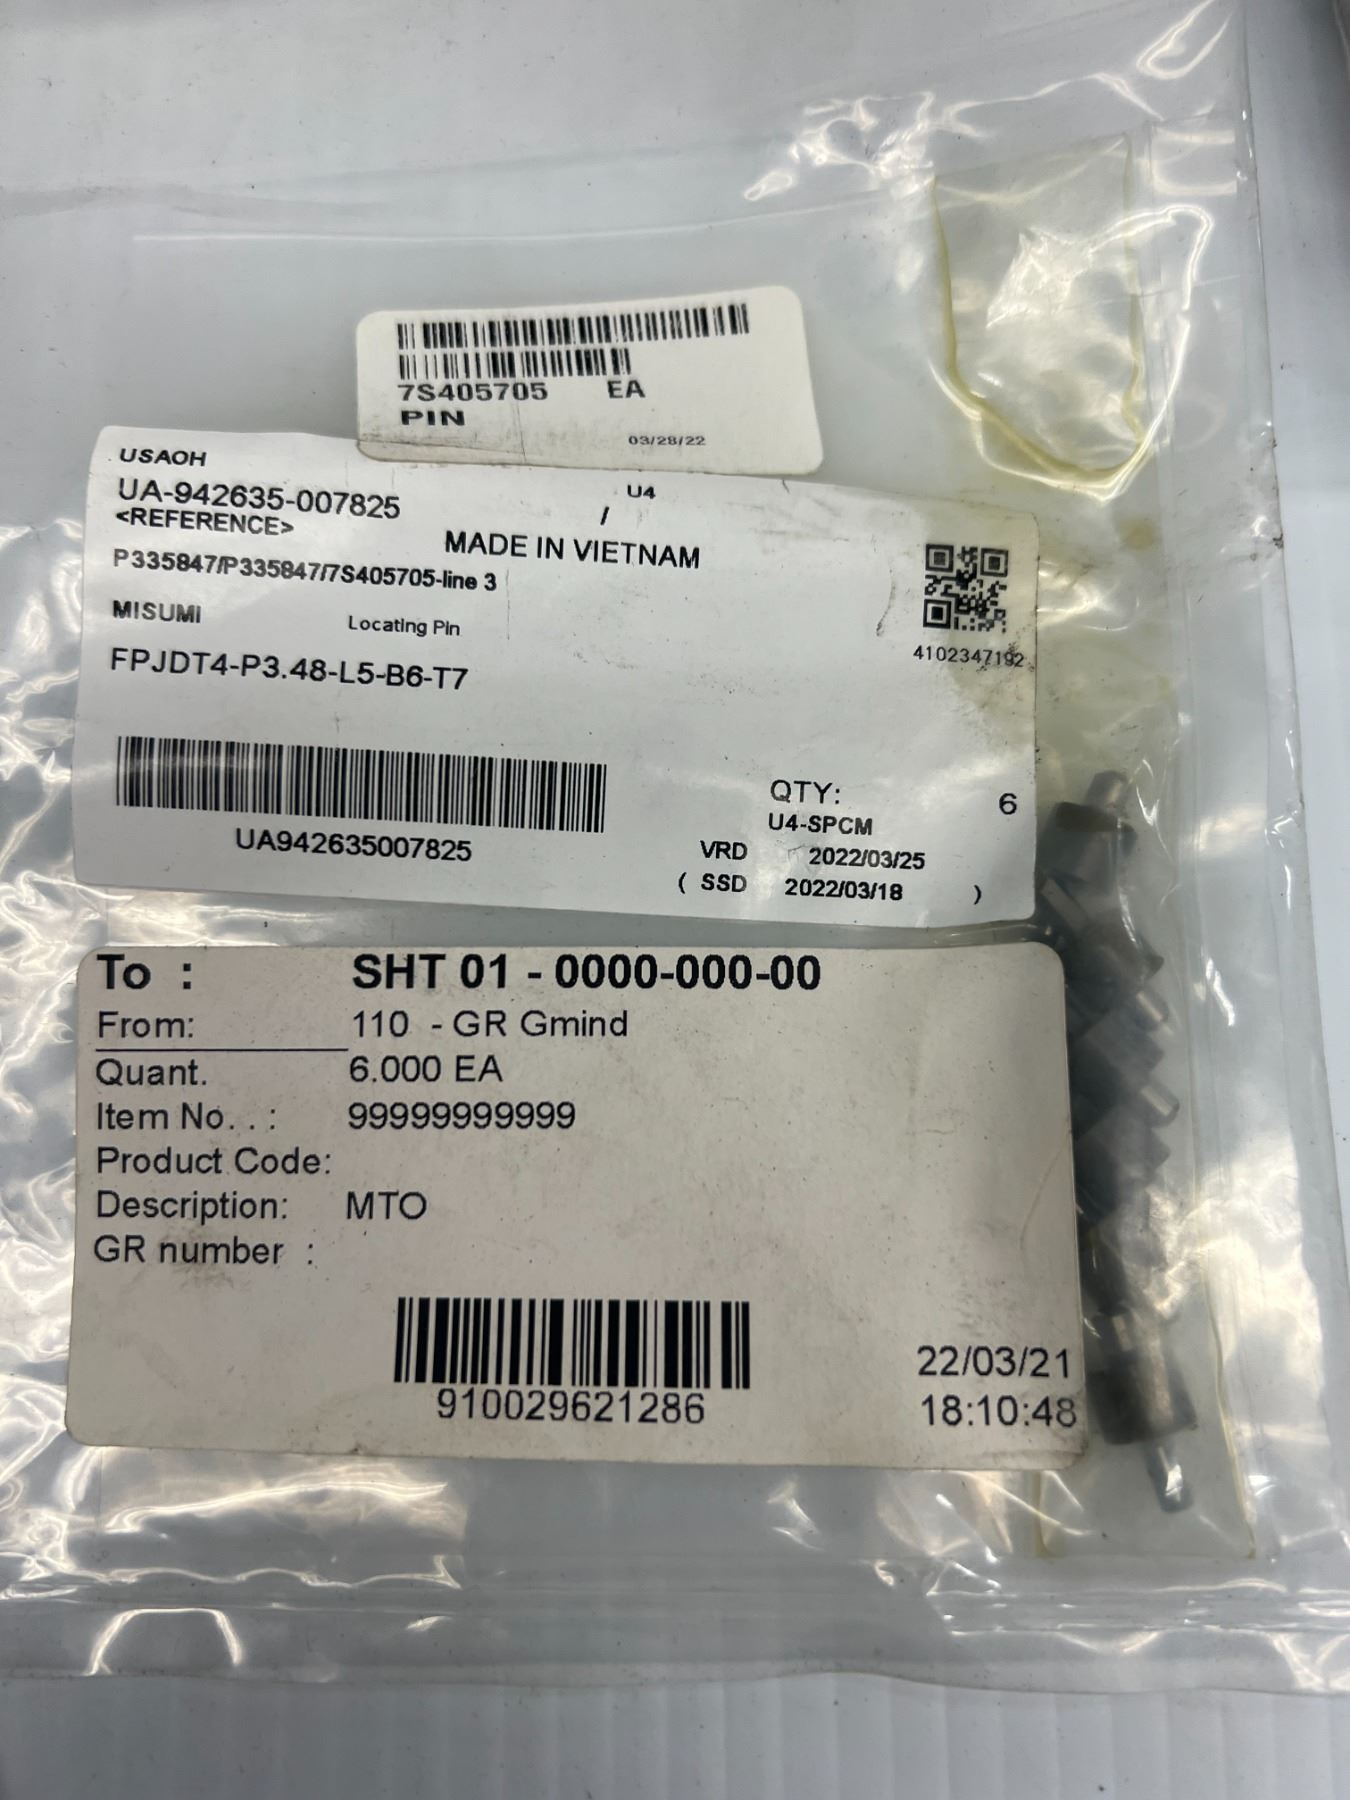 7S405705 EA
PIN
03/28/22
USAOH
UA-942635-007825
U4
<REFERENCE>
/
MADE IN VIETNAM
P335847/P335847/7S405705-line 3
MISUMI Locating Pin
4102347192
FPJDT4-P3.48-L5-B6-T7
QTY: 6
U4-SPCM
UA942635007825
VRD 2022/03/25
( SSD 2022/03/18 )
To : SHT 01 - 0000-000-00
From: 110 - GR Gmind
Quant. 6.000 EA
Item No. . : 99999999999
Product Code:
Description: MTO
GR number :
22/03/21
910029621286
18:10:48